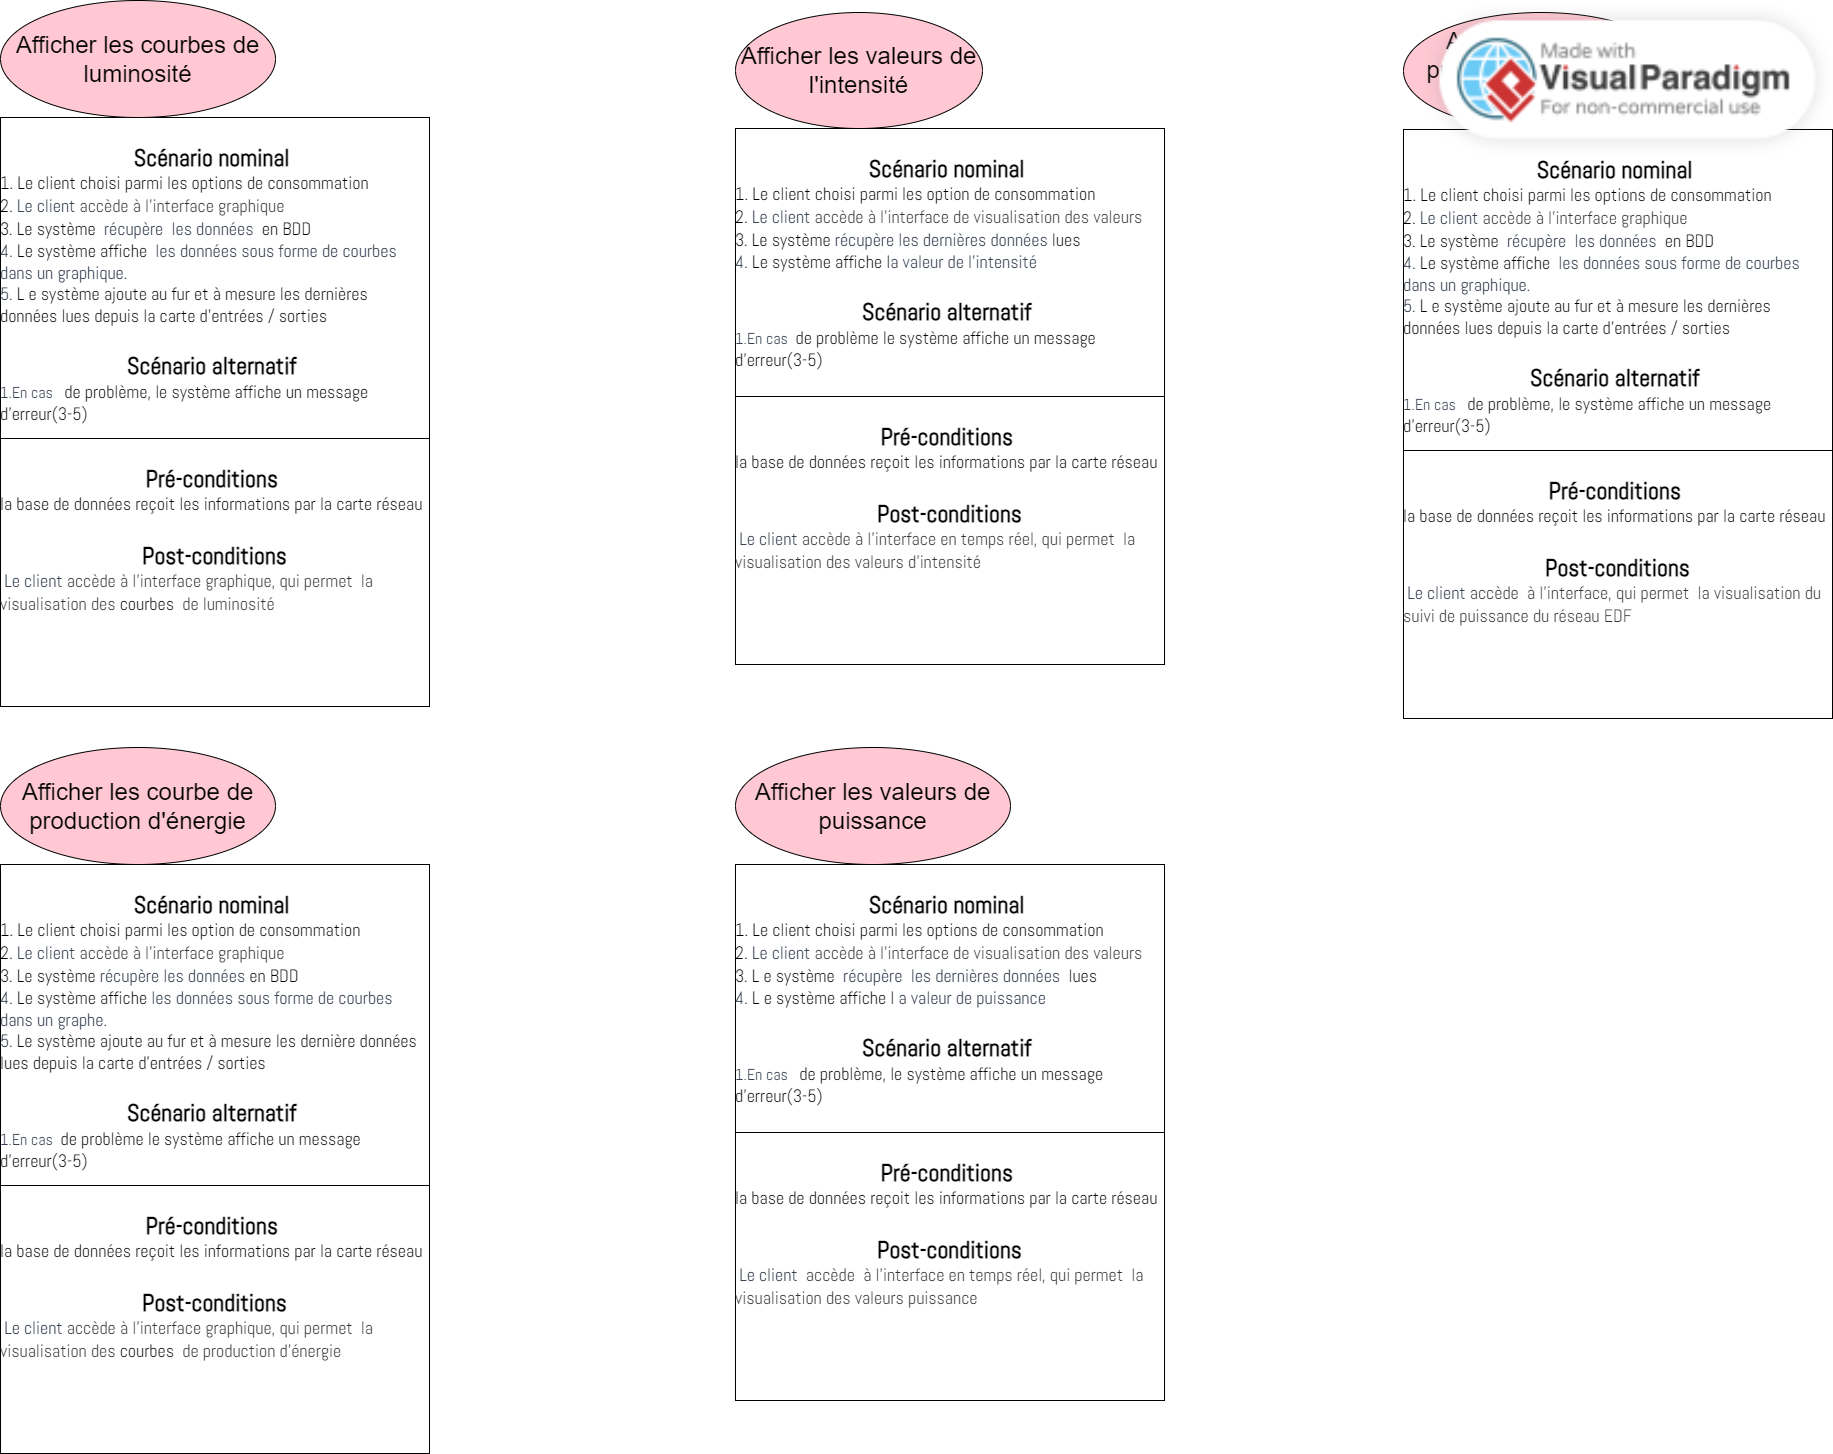 Afficher les courbes de
luminosité
Scénario nominal
1. Le client choisi parmi les options de consommation
2. Le client accède à l'interface graphique
3. Le système récupère les données en BDD
4. Le système affiche les données sous forme de courbes
dans un graphique.
5. L e système ajoute au fur et à mesure les dernières
données lues depuis la carte d'entrées / sorties
Scénario alternatif
1.En cas de problème, le système affiche un message
d'erreur(3-5)
Pré-conditions
la base de données reçoit les informations par la carte réseau
Post-conditions
Le client accède à l'interface graphique, qui permet la
visualisation des courbes de luminosité
Afficher les valeurs de
l'intensité
Scénario nominal
1. Le client choisi parmi les option de consommation
2. Le client accède à l'interface de visualisation des valeurs
3. Le système récupère les dernières données lues
4. Le système affiche la valeur de l'intensité
Scénario alternatif
1.En cas de problème le système affiche un message
d'erreur(3-5)
Pré-conditions
la base de données reçoit les informations par la carte réseau
Post-conditions
Le client accède à l'interface en temps réel, qui permet la
visualisation des valeurs d'intensité
Made with
Visual Paradigm
For non-commercial use
Scénario nominal
1. Le client choisi parmi les options de consommation
2. Le client accède à l'interface graphique
3. Le système récupère les données en BDD
4. Le système affiche les données sous forme de courbes
dans un graphique.
5. L e système ajoute au fur et à mesure les dernières
données lues depuis la carte d'entrées / sorties
Scénario alternatif
1.En cas de problème, le système affiche un message
d'erreur(3-5)
Pré-conditions
la base de données reçoit les informations par la carte réseau
Post-conditions
Le client accède à l'interface, qui permet la visualisation du
suivi de puissance du réseau EDF
Afficher les courbe de
production d'énergie
Scénario nominal
1. Le client choisi parmi les option de consommation
2. Le client accède à l'interface graphique
3. Le système récupère les données en BDD
4. Le système affiche les données sous forme de courbes
dans un graphe.
5. Le système ajoute au fur et à mesure les dernière données
lues depuis la carte d'entrées / sorties
Scénario alternatif
1.En cas de problème le système affiche un message
d'erreur(3-5)
Pré-conditions
la base de données reçoit les informations par la carte réseau
Post-conditions
Le client accède à l'interface graphique, qui permet la
visualisation des courbes de production d'énergie
Afficher les valeurs de
puissance
Scénario nominal
1. Le client choisi parmi les options de consommation
2. Le client accède à l'interface de visualisation des valeurs
3. L e système récupère les dernières données lues
4. L e système affiche l a valeur de puissance
Scénario alternatif
1.En cas de problème, le système affiche un message
d'erreur(3-5)
Pré-conditions
la base de données reçoit les informations par la carte réseau
Post-conditions
Le client accède à l'interface en temps réel, qui permet la
visualisation des valeurs puissance